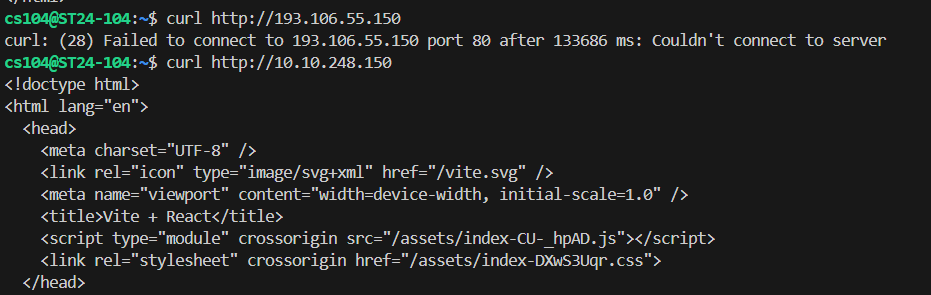 cs104@ST24-104:~$ curl http://193.106.55.150
curl: (28) Failed to connect to 193.106.55.150 port 80 after 133686 ms: Couldn't connect to server
cs104@ST24-104:~$ curl http://10.10.248.150
<!doctype html>
<html lang="en">
  <head>
    <meta charset="UTF-8" />
    <link rel="icon" type="image/svg+xml" href="/vite.svg" />
    <meta name="viewport" content="width=device-width, initial-scale=1.0" />
    <title>Vite + React</title>
    <script type="module" crossorigin src="/assets/index-CU-_hpAD.js"></script>
    <link rel="stylesheet" crossorigin href="/assets/index-DXwS3Uqr.css">
  </head>